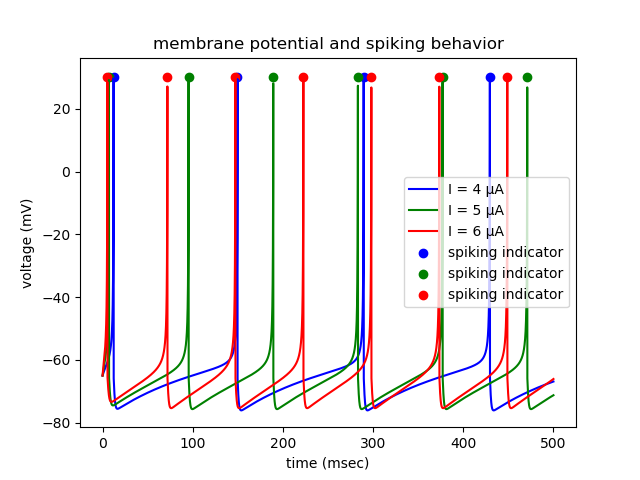 membrane potential and spiking behavior
voltage (mV)
20
0
−20
−40
−60
−80
I = 4 μA
I = 5 μA
I = 6 μA
spiking indicator
spiking indicator
spiking indicator
0 100 200 300 400 500
time (msec)